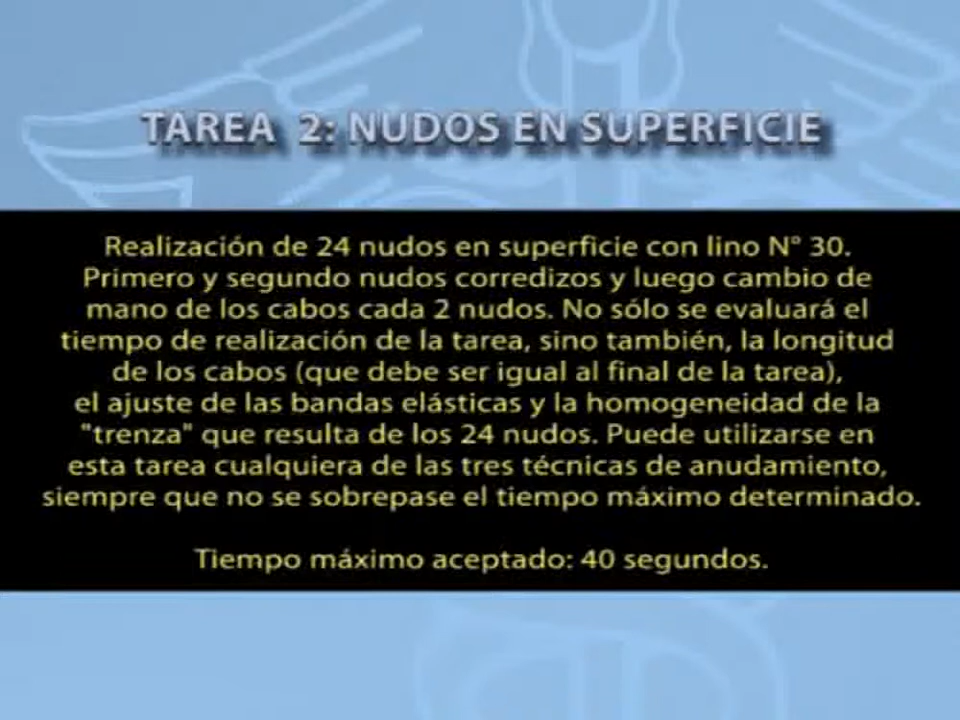 TAREA 2: NUDOS EN SUPERFICIE
Realización de 24 nudos en superficie con lino N° 30.
Primero y segundo nudos corredizos y luego cambio de
mano de los cabos cada 2 nudos. No sólo se evaluará el
tiempo de realización de la tarea, sino también, la longitud
de los cabos (que debe ser igual al final de la tarea),
el ajuste de las bandas elásticas y la homogeneidad de la
"trenza" que resulta de los 24 nudos. Puede utilizarse en
esta tarea cualquiera de las tres técnicas de anudamiento,
siempre que no se sobrepase el tiempo máximo determinado.
Tiempo máximo aceptado: 40 segundos.